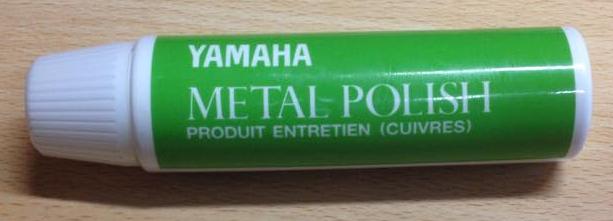 YAMAHA
METAL POLISH
PRODUIT ENTRETIEN (CUIVRES)